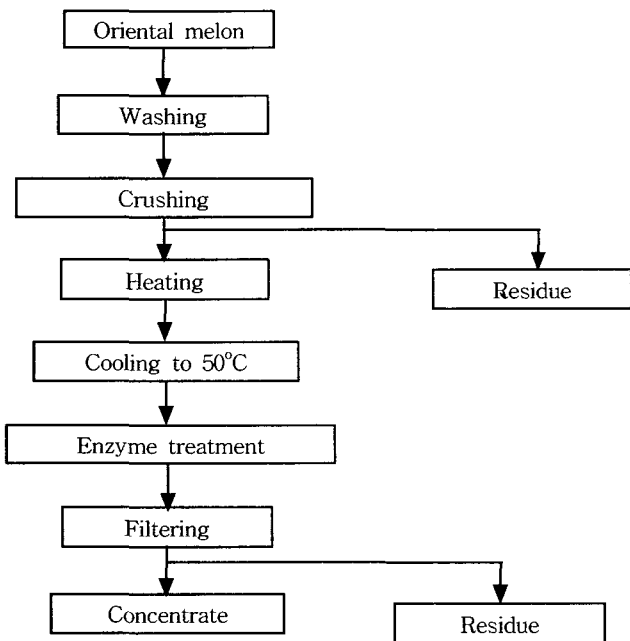 Oriental melon
Washing
Crushing
Heating
Residue
Cooling to 50°C
Enzyme treatment
Filtering
Concentrate
Residue